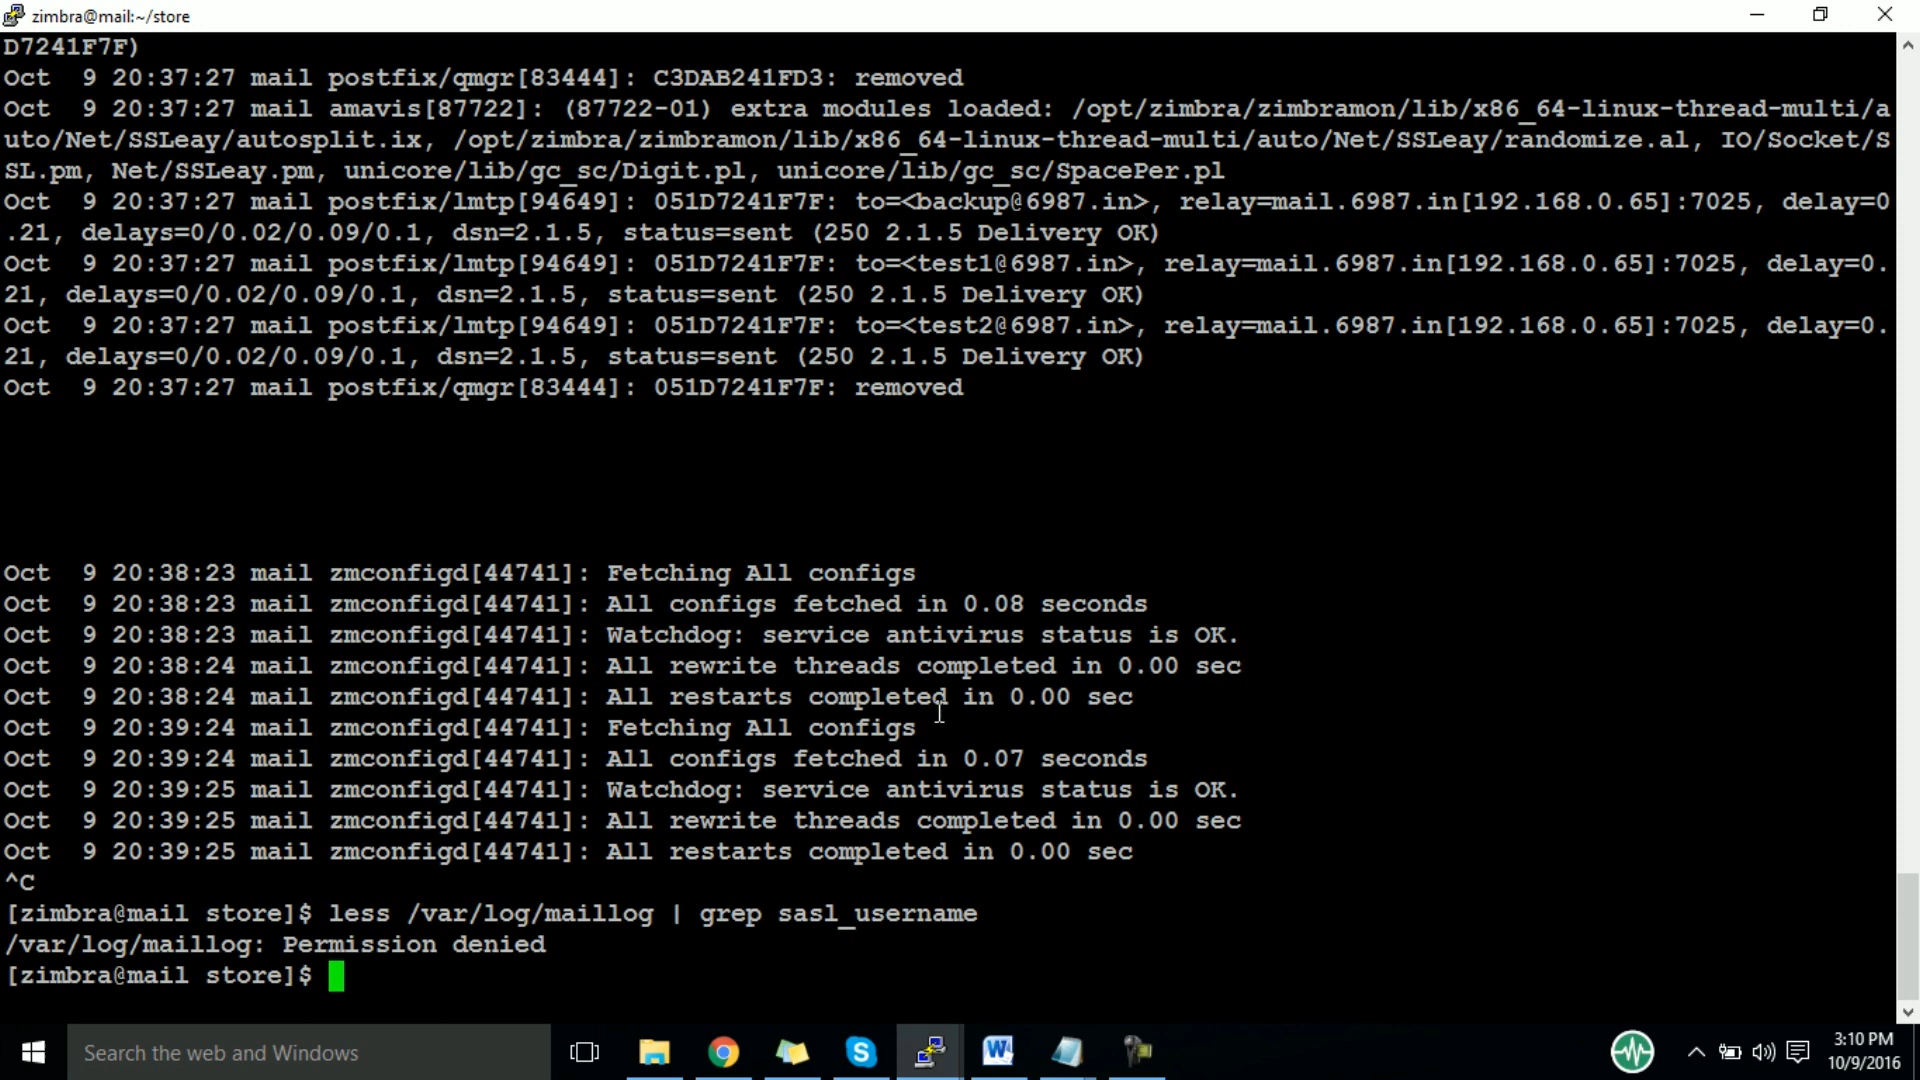 zimbra@mail:~/store
D7241F7F)
Oct  9 20:37:27 mail postfix/qmgr[83444]: C3DAB241FD3: removed
Oct  9 20:37:27 mail amavis[87722]: (87722-01) extra modules loaded: /opt/zimbra/zimbramon/lib/x86_64-linux-thread-multi/a
uto/Net/SSLeay/autosplit.ix, /opt/zimbra/zimbramon/lib/x86_64-linux-thread-multi/auto/Net/SSLeay/randomize.al, IO/Socket/S
SL.pm, Net/SSLeay.pm, unicore/lib/gc_sc/Digit.pl, unicore/lib/gc_sc/SpacePer.pl
Oct  9 20:37:27 mail postfix/lmtp[94649]: 051D7241F7F: to=<backup@6987.in>, relay=mail.6987.in[192.168.0.65]:7025, delay=0
.21, delays=0/0.02/0.09/0.1, dsn=2.1.5, status=sent (250 2.1.5 Delivery OK)
Oct  9 20:37:27 mail postfix/lmtp[94649]: 051D7241F7F: to=<test1@6987.in>, relay=mail.6987.in[192.168.0.65]:7025, delay=0.
21, delays=0/0.02/0.09/0.1, dsn=2.1.5, status=sent (250 2.1.5 Delivery OK)
Oct  9 20:37:27 mail postfix/lmtp[94649]: 051D7241F7F: to=<test2@6987.in>, relay=mail.6987.in[192.168.0.65]:7025, delay=0.
21, delays=0/0.02/0.09/0.1, dsn=2.1.5, status=sent (250 2.1.5 Delivery OK)
Oct  9 20:37:27 mail postfix/qmgr[83444]: 051D7241F7F: removed
Oct  9 20:38:23 mail zmconfigd[44741]: Fetching All configs
Oct  9 20:38:23 mail zmconfigd[44741]: All configs fetched in 0.08 seconds
Oct  9 20:38:23 mail zmconfigd[44741]: Watchdog: service antivirus status is OK.
Oct  9 20:38:24 mail zmconfigd[44741]: All rewrite threads completed in 0.00 sec
Oct  9 20:38:24 mail zmconfigd[44741]: All restarts completed in 0.00 sec
Oct  9 20:39:24 mail zmconfigd[44741]: Fetching All configs
Oct  9 20:39:24 mail zmconfigd[44741]: All configs fetched in 0.07 seconds
Oct  9 20:39:25 mail zmconfigd[44741]: Watchdog: service antivirus status is OK.
Oct  9 20:39:25 mail zmconfigd[44741]: All rewrite threads completed in 0.00 sec
Oct  9 20:39:25 mail zmconfigd[44741]: All restarts completed in 0.00 sec
^C
[zimbra@mail store]$ less /var/log/maillog | grep sasl_username
/var/log/maillog: Permission denied
[zimbra@mail store]$
Search the web and Windows
3:10 PM
10/9/2016